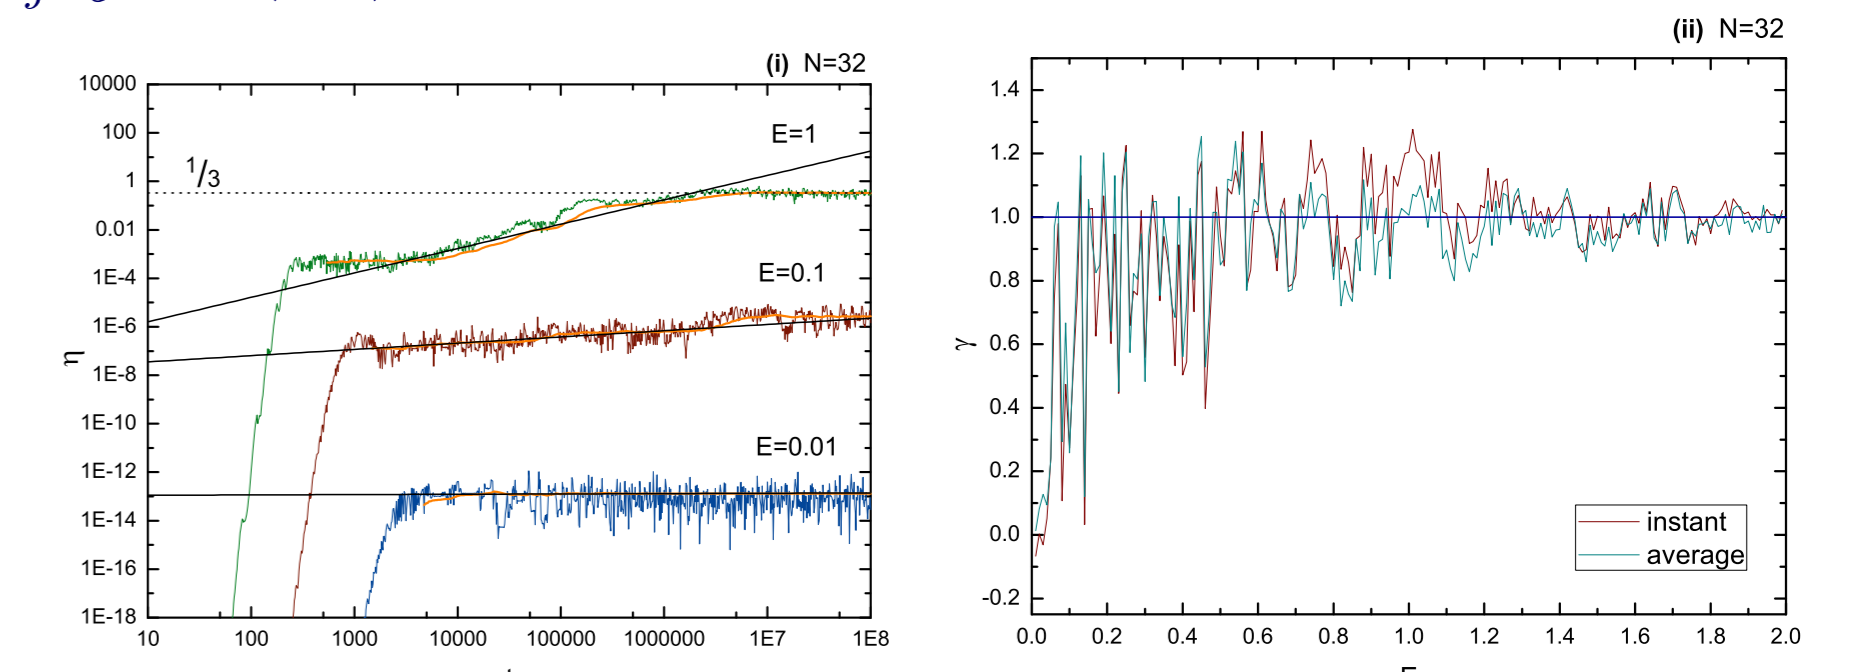 (i) N=32
10000
100
1
0.01
1E-4
1E-6
1E-8
1E-10
1E-12
1E-14
1E-16
1E-18
η
1/3
E=1
E=0.1
E=0.01
10 100 1000 10000 100000 1000000 1E7 1E8
(ii) N=32
1.4
1.2
1.0
0.8
0.6
0.4
0.2
0.0
-0.2
γ
instant
average
0.0 0.2 0.4 0.6 0.8 1.0 1.2 1.4 1.6 1.8 2.0